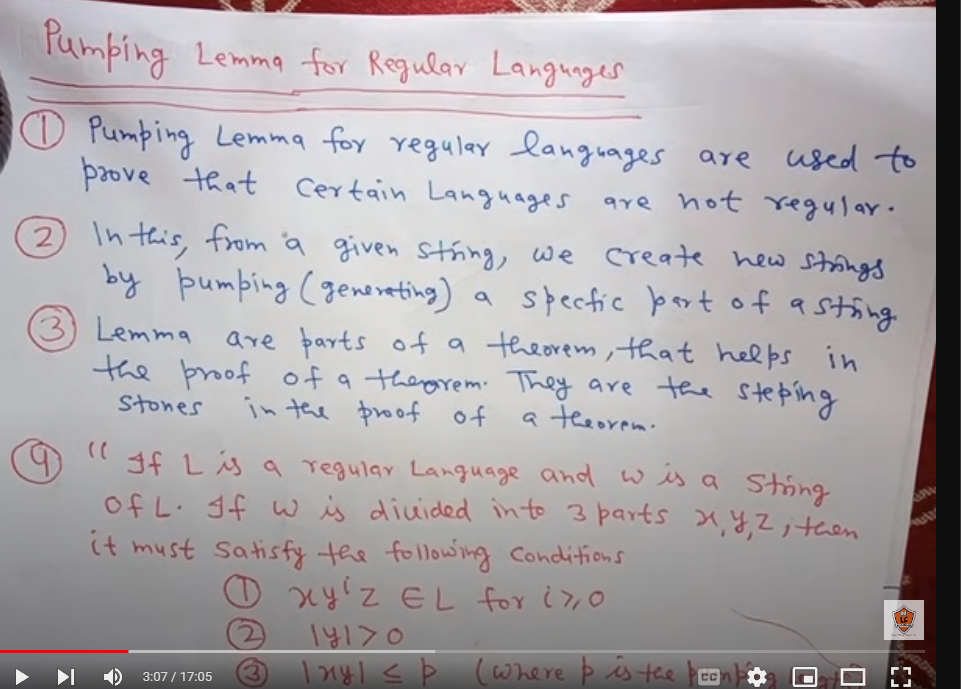 Pumping Lemma for Regular Languages
① Pumping Lemma for regular languages are used to
prove that certain Languages are not regular.
② In this, from a given string, we create new strings
by pumping (generating) a specfic part of a string
③ Lemma are parts of a theorem, that helps in
the proof of a theorem. They are the steping
stones in the proof of a theorem.
④ " If L is a regular Language and w is a string
of L. If w is divided into 3 parts x,y,z, then
it must satisfy the following conditions
① xyⁱz ∈ L for i ≥ 0
② |y| > 0
③ |xy| ≤ p (where p is the
3:07 / 17:05
CC